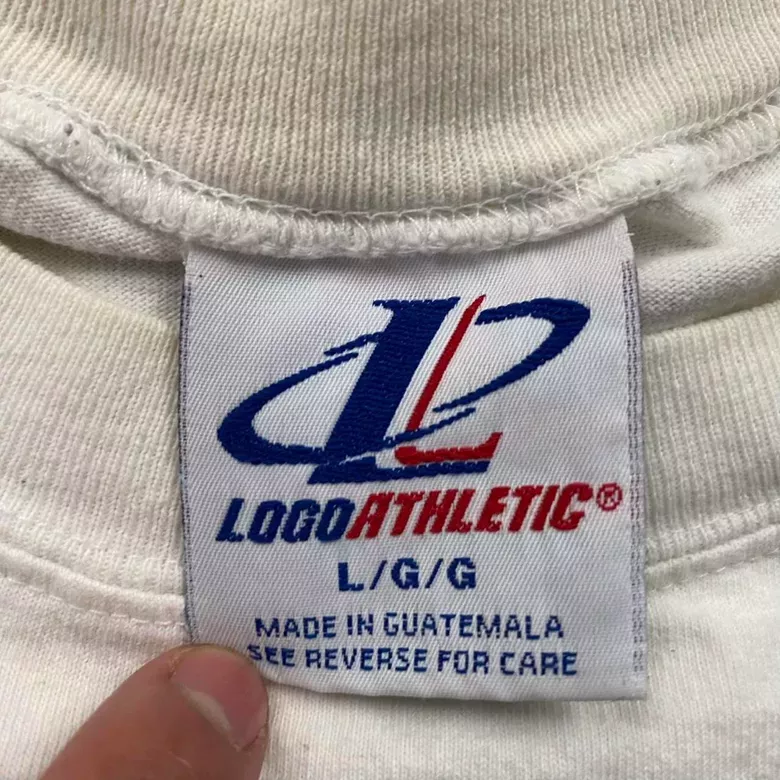 L
LOGOATHLETIC®
L/G/G
MADE IN GUATEMALA
SEE REVERSE FOR CARE